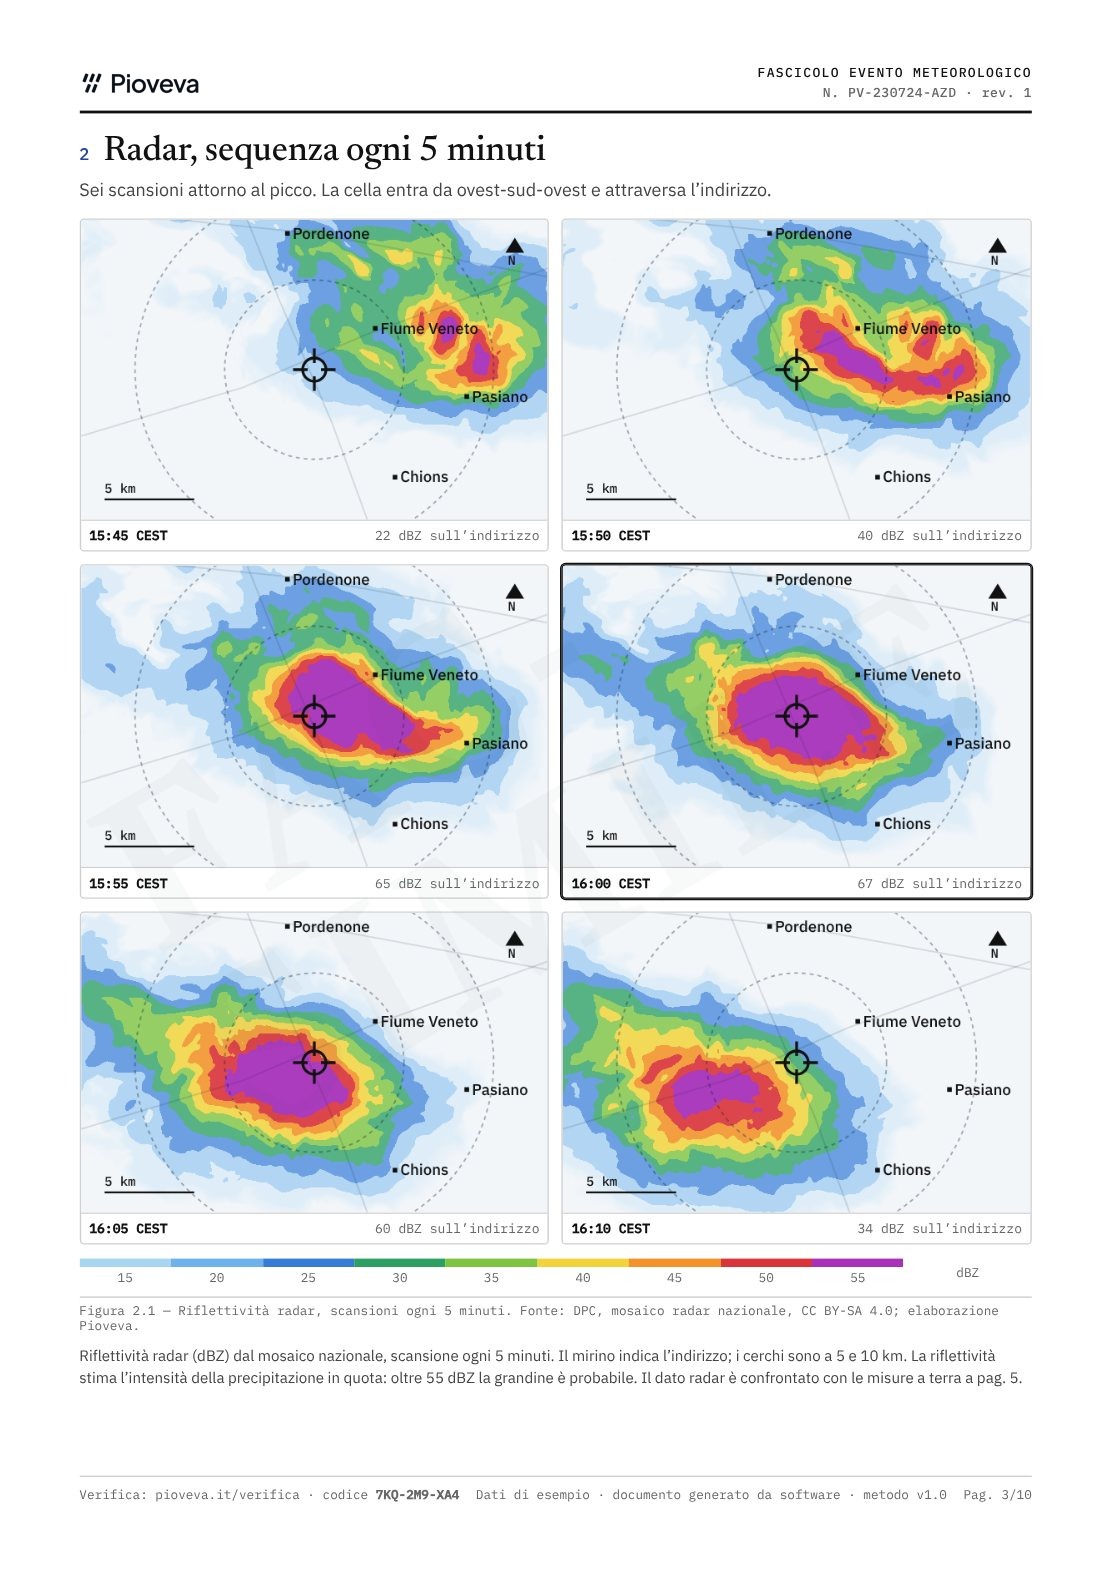 Pioveva
FASCICOLO EVENTO METEOROLOGICO
N. PV-230724-AZD · rev. 1
2 Radar, sequenza ogni 5 minuti
Sei scansioni attorno al picco. La cella entra da ovest-sud-ovest e attraversa l’indirizzo.
Pordenone
N
Fiume Veneto
Pasiano
Chions
5 km
15:45 CEST 22 dBZ sull’indirizzo
Pordenone
N
Fiume Veneto
Pasiano
Chions
5 km
15:50 CEST 40 dBZ sull’indirizzo
Pordenone
N
Fiume Veneto
Pasiano
Chions
5 km
15:55 CEST 65 dBZ sull’indirizzo
Pordenone
N
Fiume Veneto
Pasiano
Chions
5 km
16:00 CEST 67 dBZ sull’indirizzo
Pordenone
N
Fiume Veneto
Pasiano
Chions
5 km
16:05 CEST 60 dBZ sull’indirizzo
Pordenone
N
Fiume Veneto
Pasiano
Chions
5 km
16:10 CEST 34 dBZ sull’indirizzo
15 20 25 30 35 40 45 50 55 dBZ
Figura 2.1 — Riflettività radar, scansioni ogni 5 minuti. Fonte: DPC, mosaico radar nazionale, CC BY-SA 4.0; elaborazione
Pioveva.
Riflettività radar (dBZ) dal mosaico nazionale, scansione ogni 5 minuti. Il mirino indica l’indirizzo; i cerchi sono a 5 e 10 km. La riflettività
stima l’intensità della precipitazione in quota: oltre 55 dBZ la grandine è probabile. Il dato radar è confrontato con le misure a terra a pag. 5.
Verifica: pioveva.it/verifica · codice 7KQ-2M9-XA4 Dati di esempio · documento generato da software · metodo v1.0 Pag. 3/10